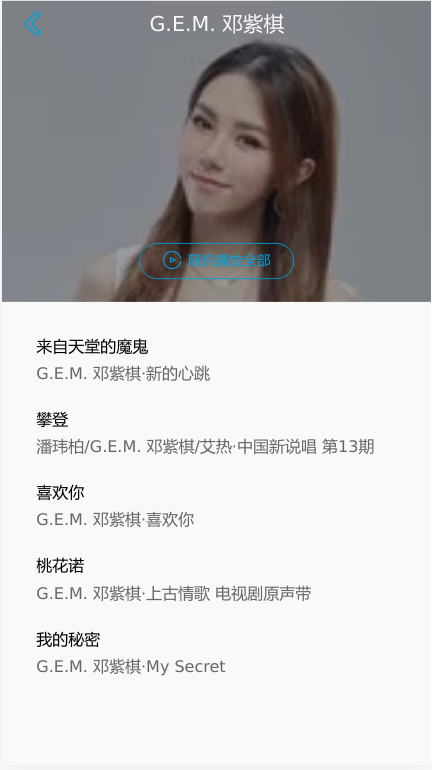 G.E.M. 邓紫棋
随机播放全部
来自天堂的魔鬼
G.E.M. 邓紫棋·新的心跳
攀登
潘玮柏/G.E.M. 邓紫棋/艾热·中国新说唱 第13期
喜欢你
G.E.M. 邓紫棋·喜欢你
桃花诺
G.E.M. 邓紫棋·上古情歌 电视剧原声带
我的秘密
G.E.M. 邓紫棋·My Secret